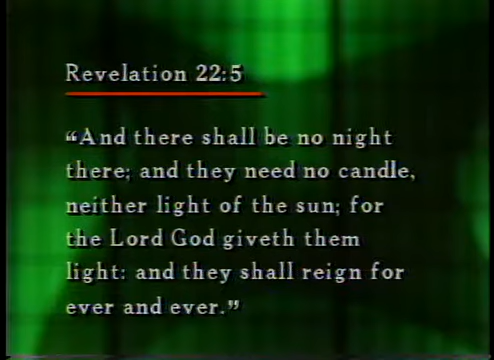 Revelation 22:5
“And there shall be no night
there; and they need no candle,
neither light of the sun; for
the Lord God giveth them
light: and they shall reign for
ever and ever.”